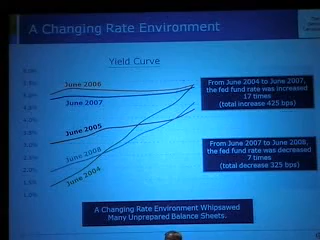 A Changing Rate Environment
Yield Curve
June 2006
June 2007
June 2005
June 2008
June 2004
From June 2004 to June 2007,
the fed fund rate was increased
17 times
(total increase 425 bps)
From June 2007 to June 2008,
the fed fund rate was decreased
7 times
(total decrease 325 bps)
A Changing Rate Environment Whipsawed
Many Unprepared Balance Sheets.